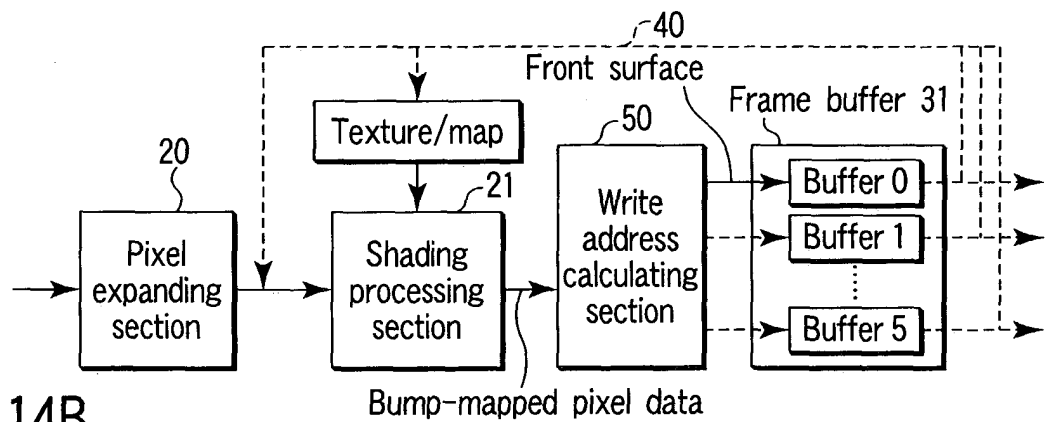 40
Front surface
Frame buffer 31
Texture/map
50
20
21
Buffer 0
Pixel
expanding
section
Shading
processing
section
Write
address
calculating
section
Buffer 1
Buffer 5
Bump-mapped pixel data
14B